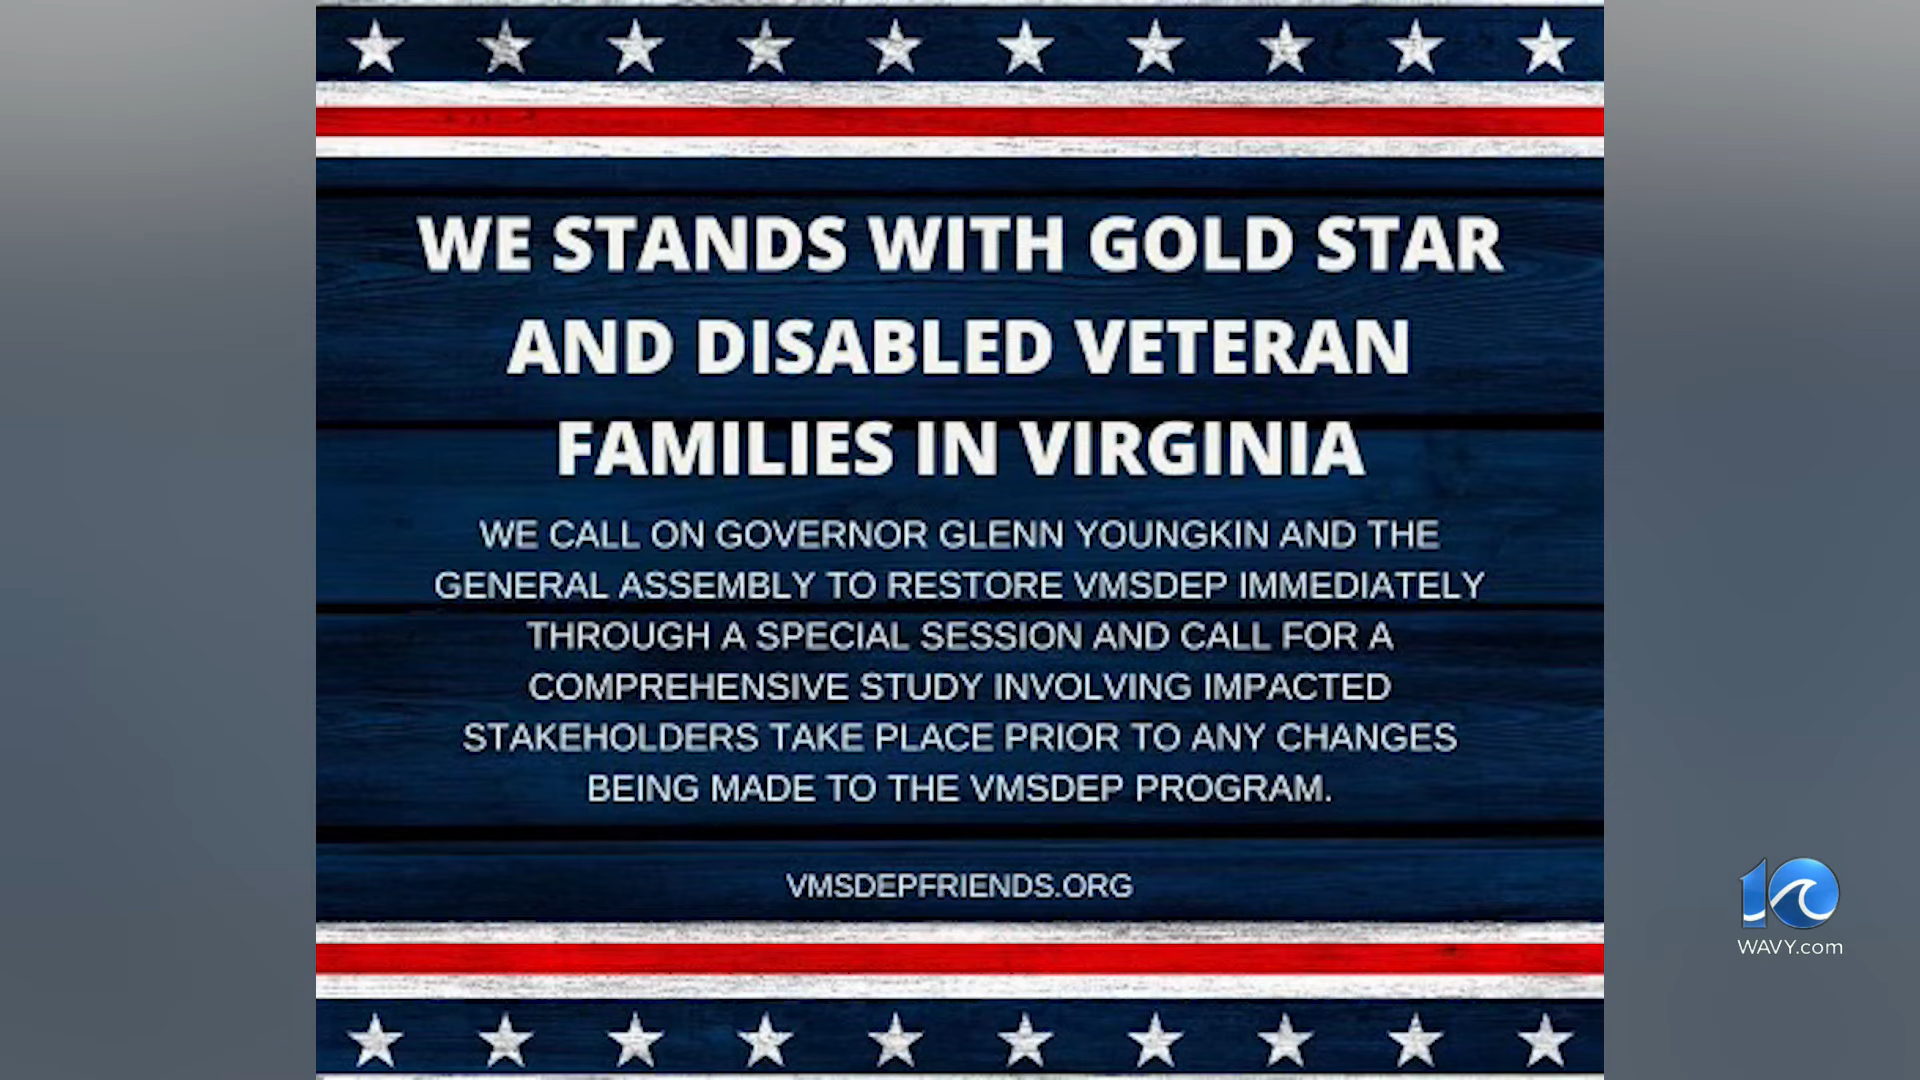 WE STANDS WITH GOLD STAR
AND DISABLED VETERAN
FAMILIES IN VIRGINIA
WE CALL ON GOVERNOR GLENN YOUNGKIN AND THE
GENERAL ASSEMBLY TO RESTORE VMSDEP IMMEDIATELY
THROUGH A SPECIAL SESSION AND CALL FOR A
COMPREHENSIVE STUDY INVOLVING IMPACTED
STAKEHOLDERS TAKE PLACE PRIOR TO ANY CHANGES
BEING MADE TO THE VMSDEP PROGRAM.
VMSDEPFRIENDS.ORG
10
WAVY.com